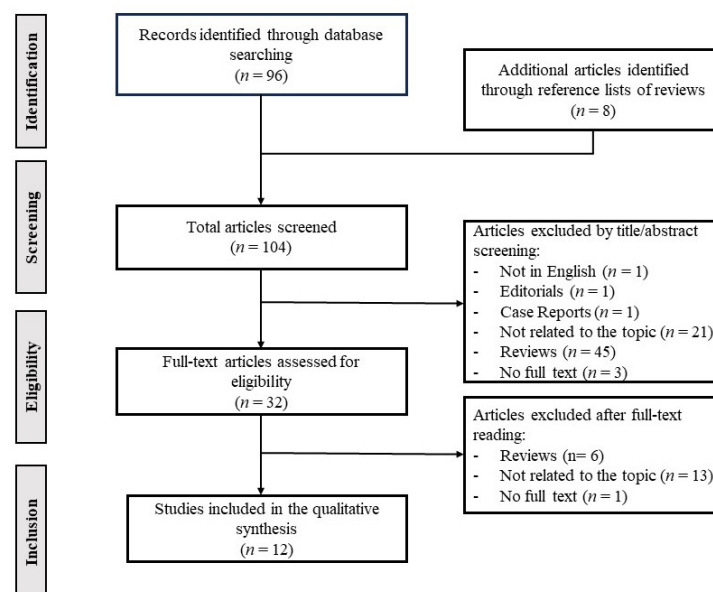 Identification
Records identified through database
searching
(n = 96)
Additional articles identified
through reference lists of reviews
(n = 8)
Screening
Total articles screened
(n = 104)
Articles excluded by title/abstract
screening:
- Not in English (n = 1)
- Editorials (n = 1)
- Case Reports (n = 1)
- Not related to the topic (n = 21)
- Reviews (n = 45)
- No full text (n = 3)
Eligibility
Full-text articles assessed for
eligibility
(n = 32)
Articles excluded after full-text
reading:
- Reviews (n= 6)
- Not related to the topic (n = 13)
- No full text (n = 1)
Inclusion
Studies included in the qualitative
synthesis
(n = 12)